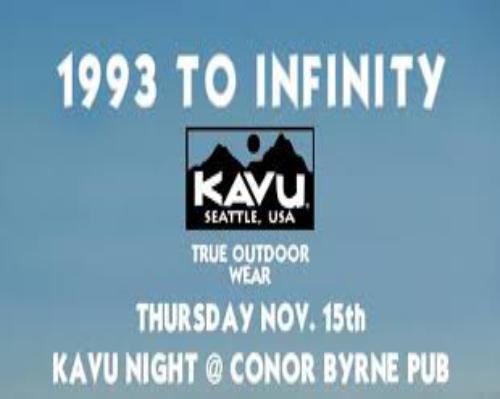 1993 TO INFINITY
KAVU
SEATTLE, USA
TRUE OUTDOOR
WEAR
THURSDAY NOV. 15th
KAVU NIGHT @ CONOR BYRNE PUB